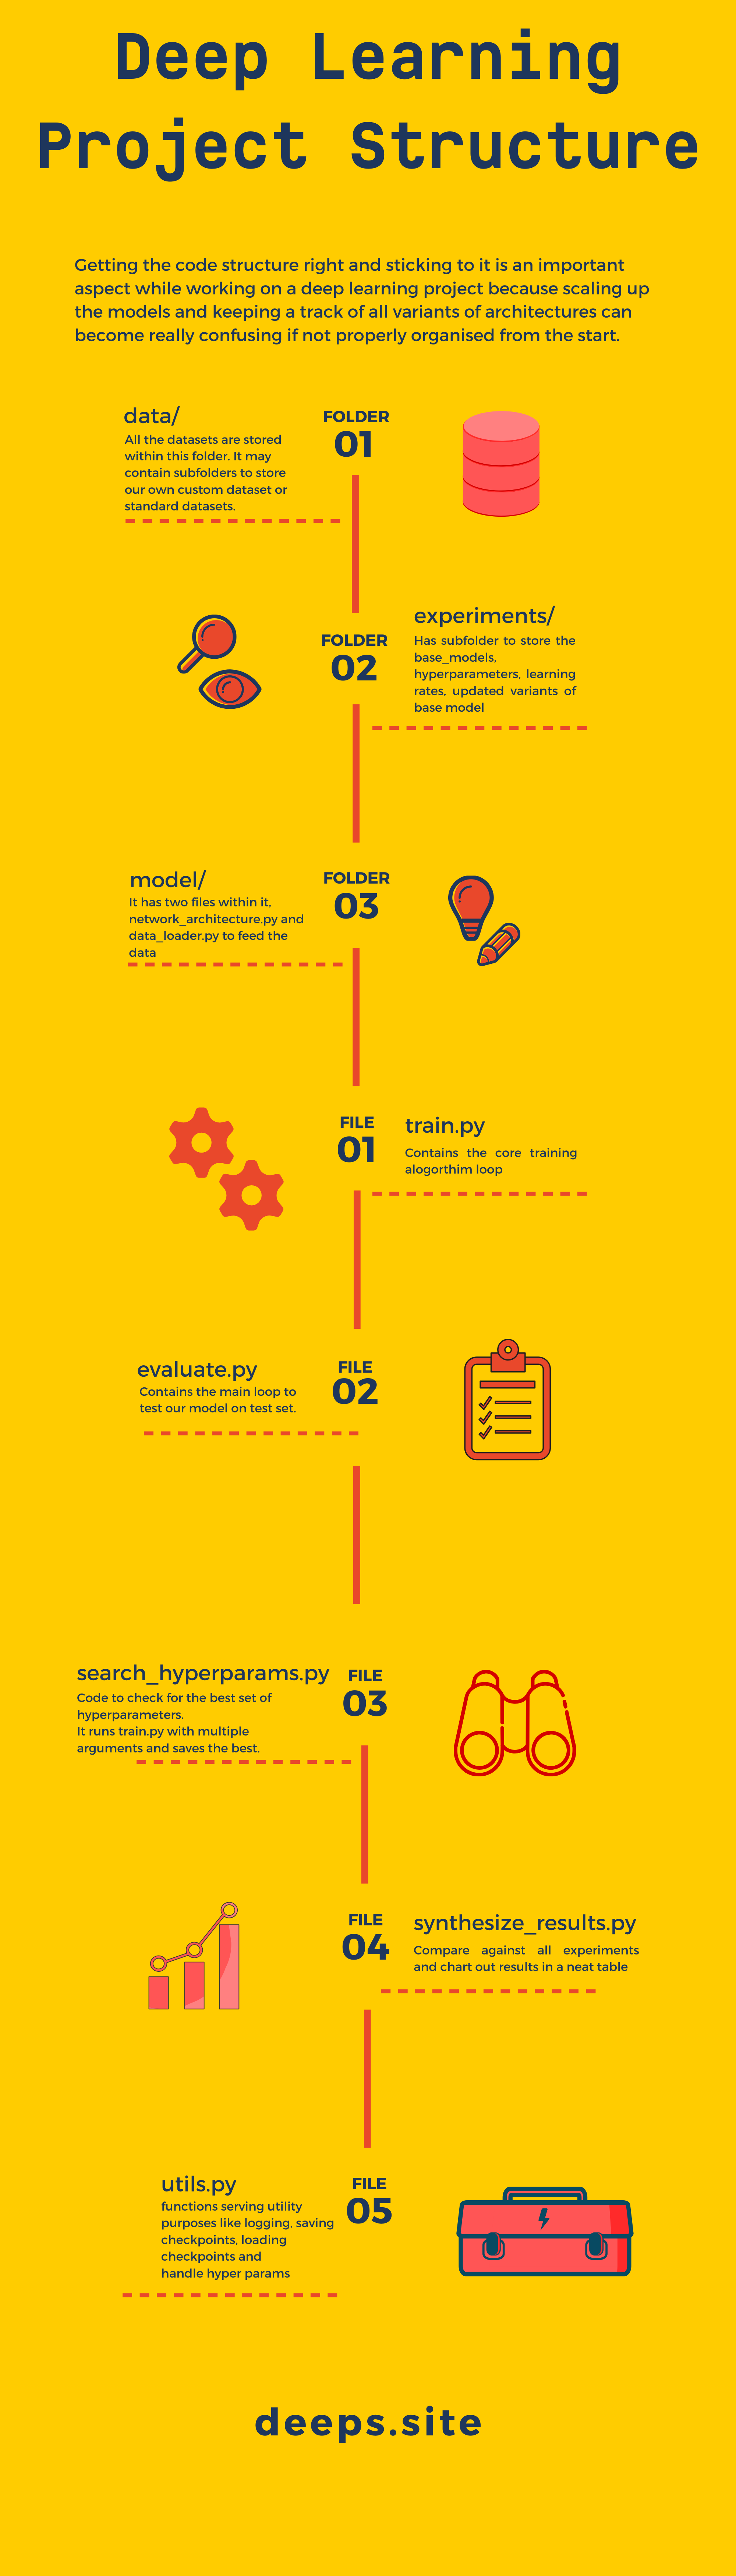 Deep Learning
Project Structure
Getting the code structure right and sticking to it is an important
aspect while working on a deep learning project because scaling up
the models and keeping a track of all variants of architectures can
become really confusing if not properly organised from the start.
data/
All the datasets are stored
within this folder. It may
contain subfolders to store
our own custom dataset or
standard datasets.
FOLDER
01
FOLDER
02
experiments/
Has subfolder to store the
base_models,
hyperparameters, learning
rates, updated variants of
base model
model/
It has two files within it,
network_architecture.py and
data_loader.py to feed the
data
FOLDER
03
FILE
01
train.py
Contains the core training
alogorthim loop
evaluate.py
Contains the main loop to
test our model on test set.
FILE
02
search_hyperparams.py
Code to check for the best set of
hyperparameters.
It runs train.py with multiple
arguments and saves the best.
FILE
03
FILE
04
synthesize_results.py
Compare against all experiments
and chart out results in a neat table
utils.py
functions serving utility
purposes like logging, saving
checkpoints, loading
checkpoints and
handle hyper params
FILE
05
deeps.site